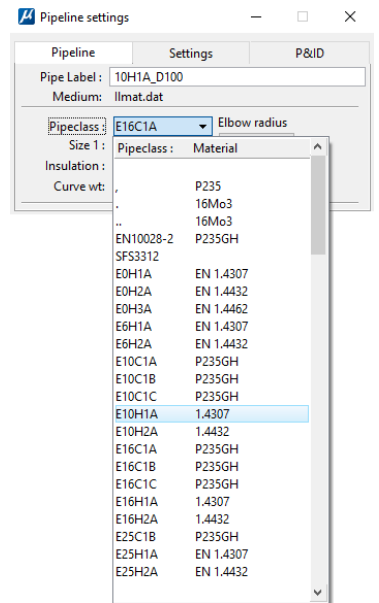 Pipeline settings
Pipeline Settings P&ID
Pipe Label : 10H1A_D100
Medium: llmat.dat
Pipeclass : E16C1A Elbow radius
Size 1 :
Insulation :
Curve wt:
Pipeclass : Material
, P235
. 16Mo3
.. 16Mo3
EN10028-2 P235GH
SFS3312
E0H1A EN 1.4307
E0H2A EN 1.4432
E0H3A EN 1.4462
E6H1A EN 1.4307
E6H2A EN 1.4432
E10C1A P235GH
E10C1B P235GH
E10C1C P235GH
E10H1A 1.4307
E10H2A 1.4432
E16C1A P235GH
E16C1B P235GH
E16C1C P235GH
E16H1A 1.4307
E16H2A 1.4432
E25C1B P235GH
E25H1A EN 1.4307
E25H2A EN 1.4432